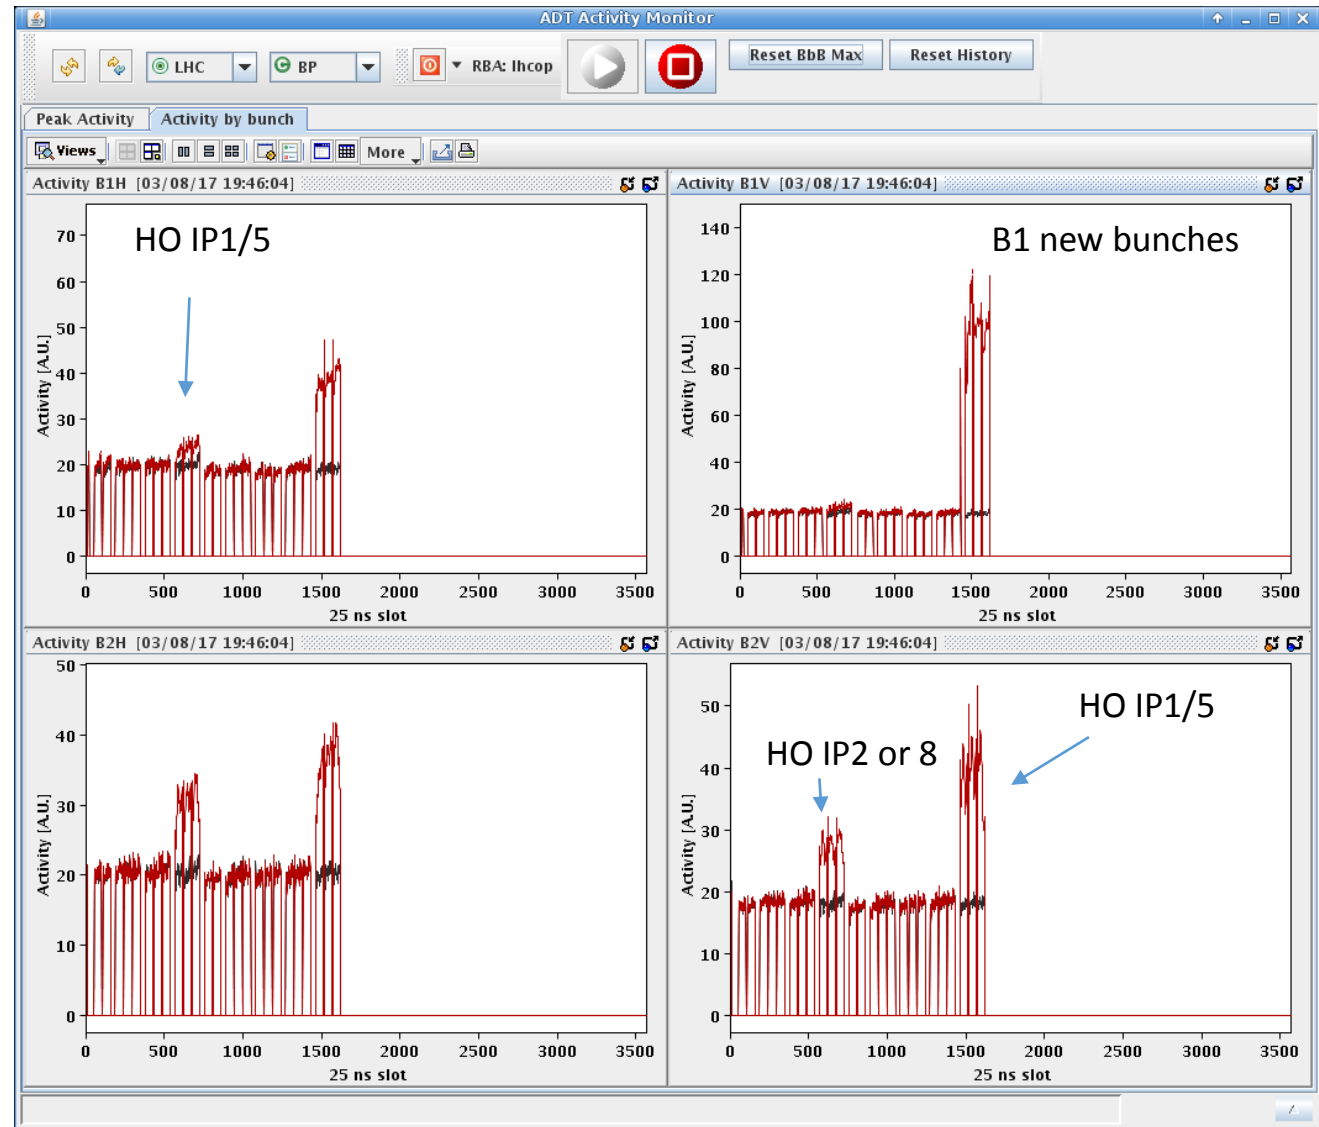 ADT Activity Monitor
LHC BP RBA: lhcop Reset BbB Max Reset History
Peak Activity Activity by bunch
Views More
Activity B1H [03/08/17 19:46:04]
HO IP1/5
70
60
50
40
30
20
10
0
Activity [A.U.]
0 500 1000 1500 2000 2500 3000 3500
25 ns slot
Activity B1V [03/08/17 19:46:04]
B1 new bunches
140
120
100
80
60
40
20
0
Activity [A.U.]
0 500 1000 1500 2000 2500 3000 3500
25 ns slot
Activity B2H [03/08/17 19:46:04]
50
40
30
20
10
0
Activity [A.U.]
0 500 1000 1500 2000 2500 3000 3500
25 ns slot
Activity B2V [03/08/17 19:46:04]
HO IP1/5
HO IP2 or 8
50
40
30
20
10
0
Activity [A.U.]
0 500 1000 1500 2000 2500 3000 3500
25 ns slot